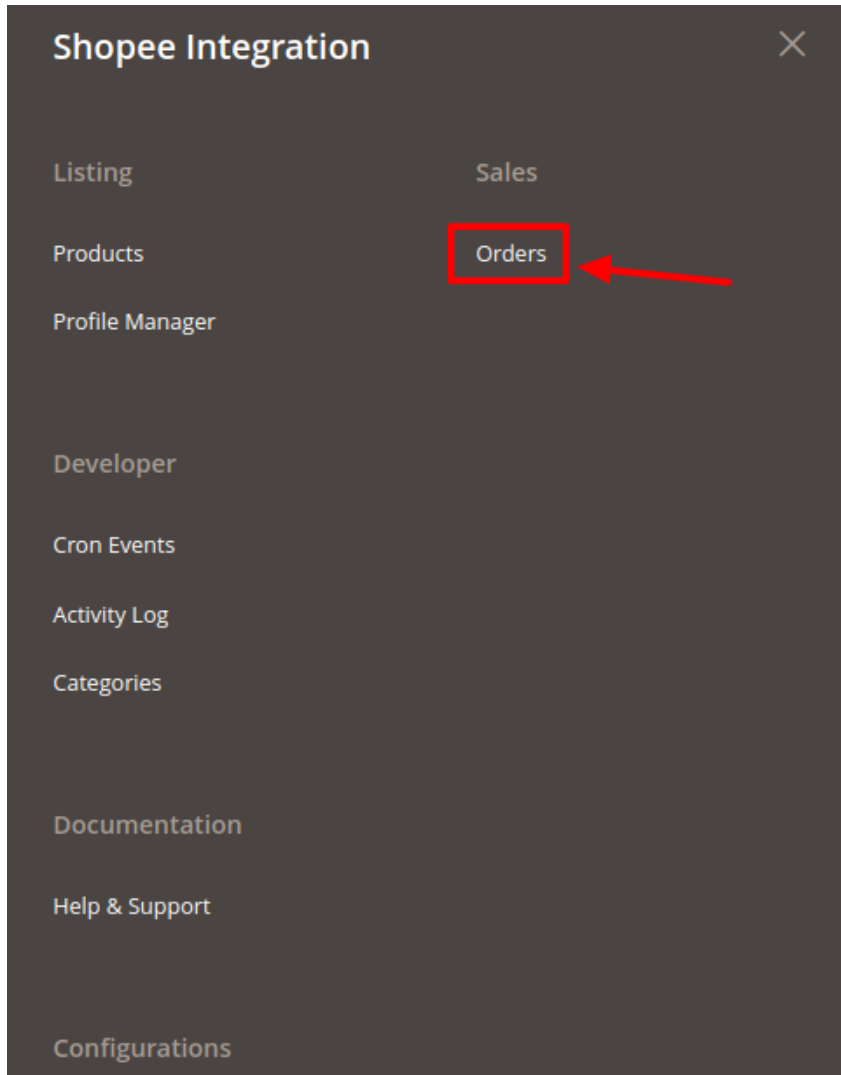 Shopee Integration
Listing
Products
Profile Manager
Sales
Orders
Developer
Cron Events
Activity Log
Categories
Documentation
Help & Support
Configurations